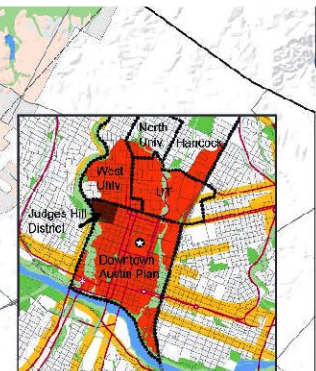 North
Univ.
Hancock
West
Univ.
UT
Judges Hill
District
Downtown
Austin Plan